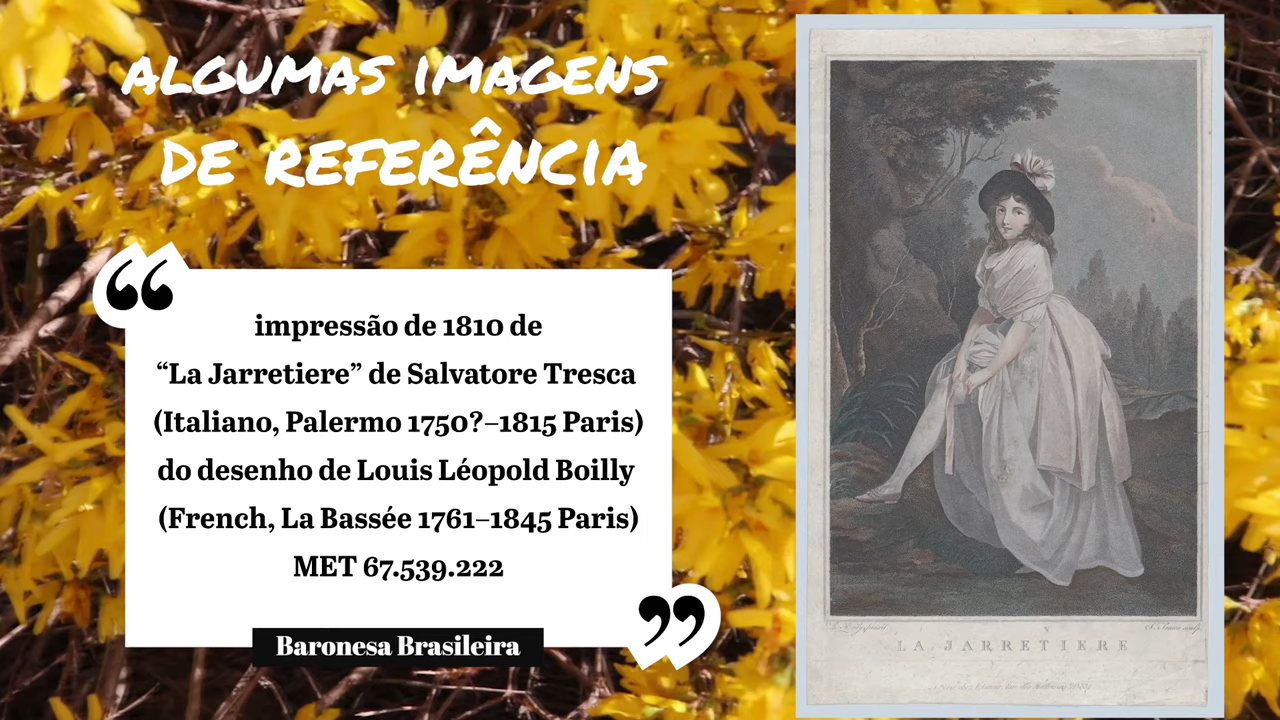 ALGUMAS IMAGENS
DE REFERÊNCIA
“
impressão de 1810 de
“La Jarretiere” de Salvatore Tresca
(Italiano, Palermo 1750?–1815 Paris)
do desenho de Louis Léopold Boilly
(French, La Bassée 1761–1845 Paris)
MET 67.539.222
”
Baronesa Brasileira
LA JARRETIERE